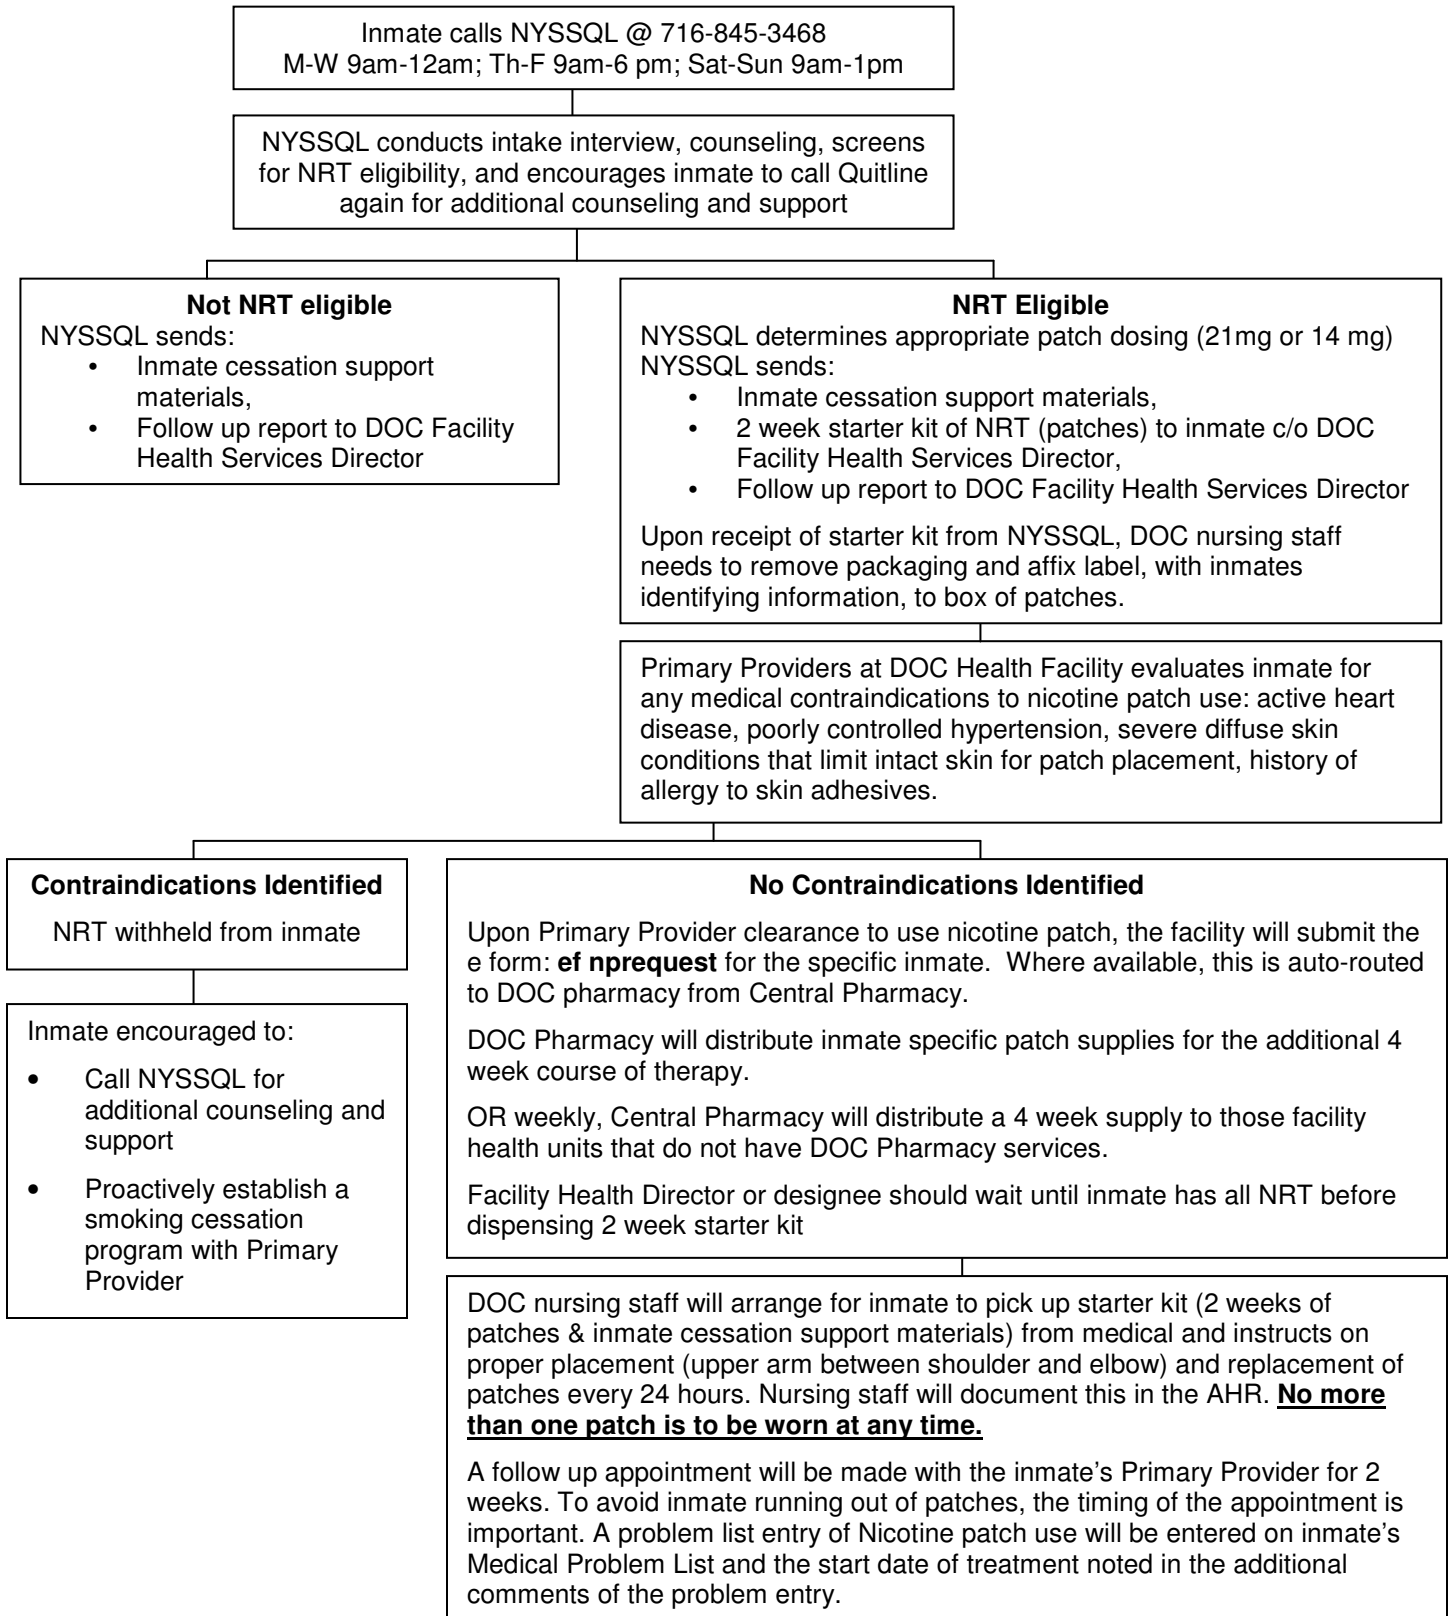 Inmate calls NYSSQL @ 716-845-3468
M-W 9am-12am; Th-F 9am-6 pm; Sat-Sun 9am-1pm
NYSSQL conducts intake interview, counseling, screens
for NRT eligibility, and encourages inmate to call Quitline
again for additional counseling and support
Not NRT eligible
NYSSQL sends:
• Inmate cessation support
materials,
• Follow up report to DOC Facility
Health Services Director
NRT Eligible
NYSSQL determines appropriate patch dosing (21mg or 14 mg)
NYSSQL sends:
• Inmate cessation support materials,
• 2 week starter kit of NRT (patches) to inmate c/o DOC
Facility Health Services Director,
• Follow up report to DOC Facility Health Services Director
Upon receipt of starter kit from NYSSQL, DOC nursing staff
needs to remove packaging and affix label, with inmates
identifying information, to box of patches.
Primary Providers at DOC Health Facility evaluates inmate for
any medical contraindications to nicotine patch use: active heart
disease, poorly controlled hypertension, severe diffuse skin
conditions that limit intact skin for patch placement, history of
allergy to skin adhesives.
Contraindications Identified
NRT withheld from inmate
Inmate encouraged to:
• Call NYSSQL for
additional counseling and
support
• Proactively establish a
smoking cessation
program with Primary
Provider
No Contraindications Identified
Upon Primary Provider clearance to use nicotine patch, the facility will submit the
e form: ef nprequest for the specific inmate.  Where available, this is auto-routed
to DOC pharmacy from Central Pharmacy.
DOC Pharmacy will distribute inmate specific patch supplies for the additional 4
week course of therapy.
OR weekly, Central Pharmacy will distribute a 4 week supply to those facility
health units that do not have DOC Pharmacy services.
Facility Health Director or designee should wait until inmate has all NRT before
dispensing 2 week starter kit
DOC nursing staff will arrange for inmate to pick up starter kit (2 weeks of
patches & inmate cessation support materials) from medical and instructs on
proper placement (upper arm between shoulder and elbow) and replacement of
patches every 24 hours. Nursing staff will document this in the AHR. No more
than one patch is to be worn at any time.
A follow up appointment will be made with the inmate's Primary Provider for 2
weeks. To avoid inmate running out of patches, the timing of the appointment is
important. A problem list entry of Nicotine patch use will be entered on inmate's
Medical Problem List and the start date of treatment noted in the additional
comments of the problem entry.